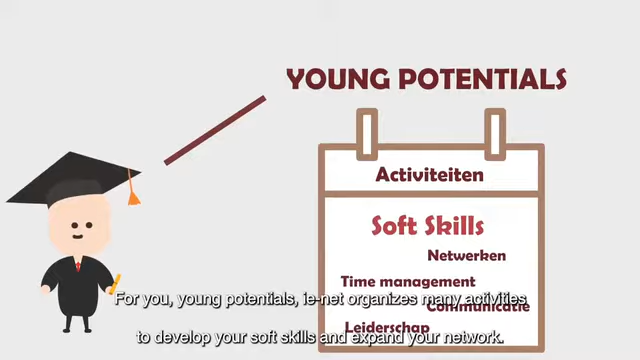 YOUNG POTENTIALS
Activiteiten
Soft Skills
Netwerken
Time management
Communicatie
Leiderschap
For you, young potentials, ie-net organizes many activities
to develop your soft skills and expand your network.